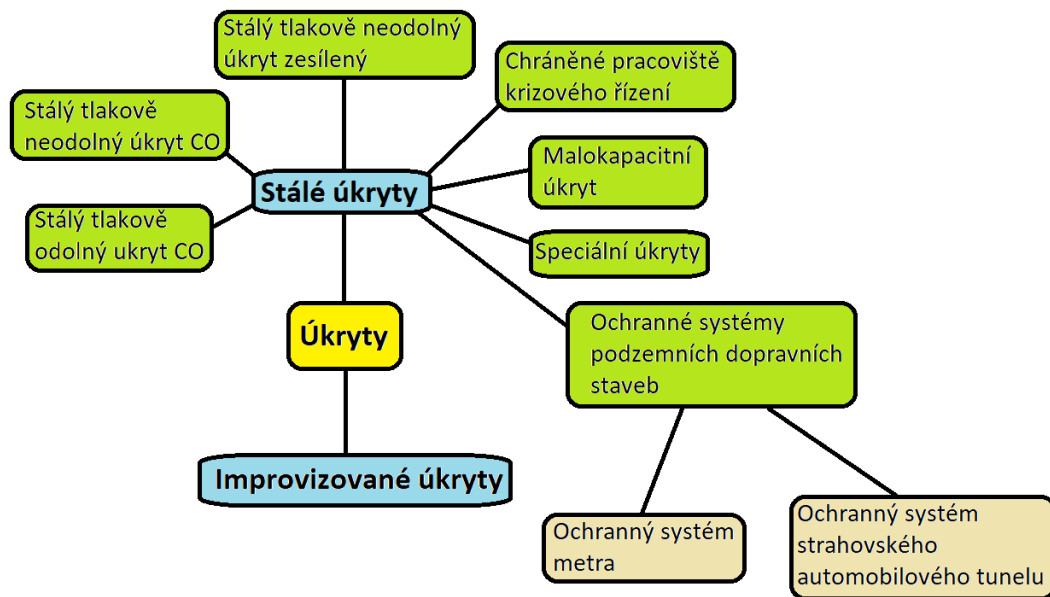 Stálý tlakově neodolný
úkryt zesílený
Chráněné pracoviště
krizového řízení
Stálý tlakově
neodolný úkryt CO
Malokapacitní
úkryt
Stálé úkryty
Stálý tlakově
odolný ukryt CO
Speciální úkryty
Úkryty
Ochranné systémy
podzemních dopravních
staveb
Improvizované úkryty
Ochranný systém
metra
Ochranný systém
strahovského
automobilového tunelu